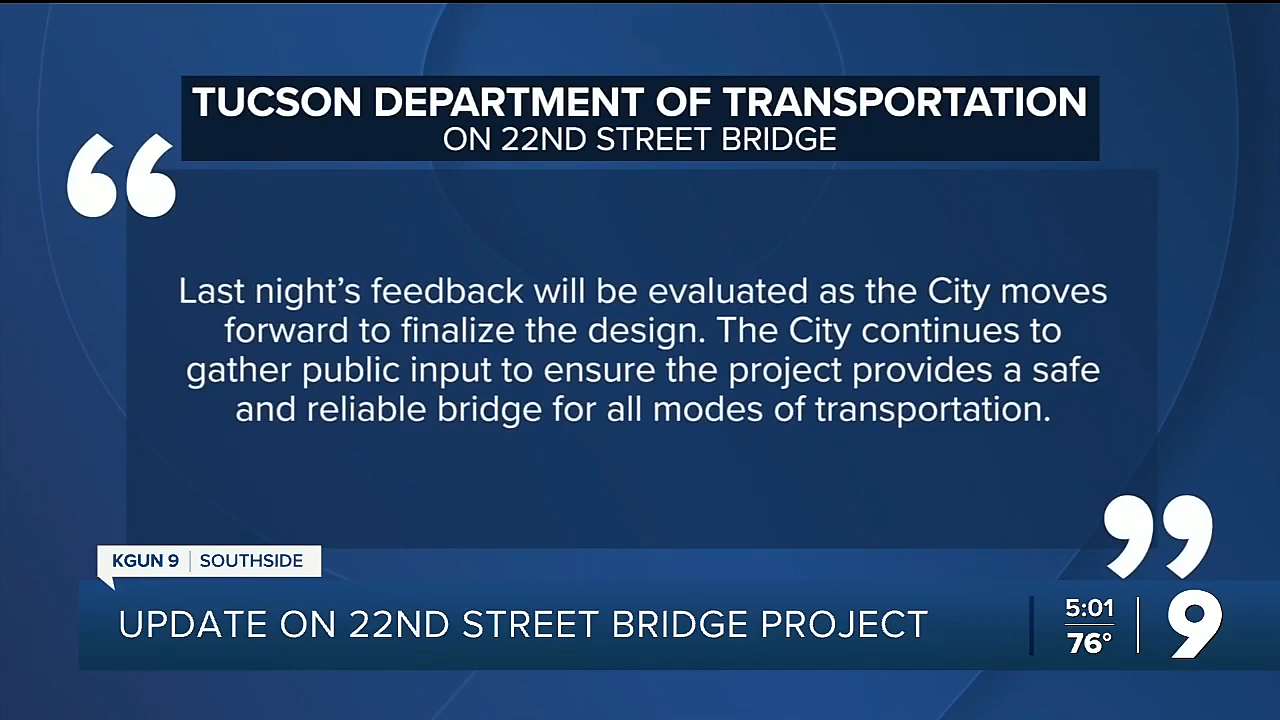 TUCSON DEPARTMENT OF TRANSPORTATION
ON 22ND STREET BRIDGE
“
Last night’s feedback will be evaluated as the City moves
forward to finalize the design. The City continues to
gather public input to ensure the project provides a safe
and reliable bridge for all modes of transportation.
”
KGUN 9 | SOUTHSIDE
UPDATE ON 22ND STREET BRIDGE PROJECT
5:01
76°
9